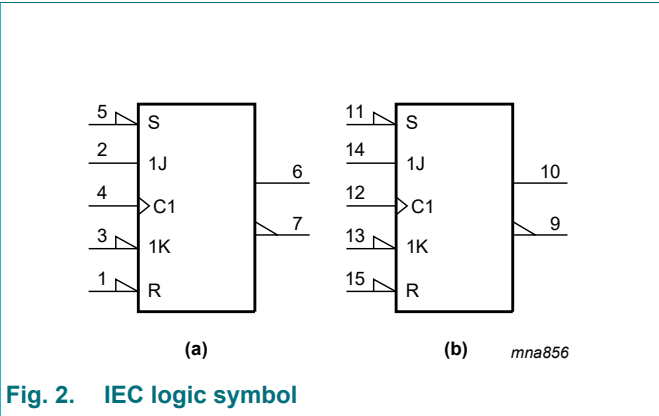 5 S 11 S
2 1J 14 1J
6 10
4 C1 12 C1
7 9
3 1K 13 1K
1 R 15 R
(a) (b) mna856
Fig. 2. IEC logic symbol